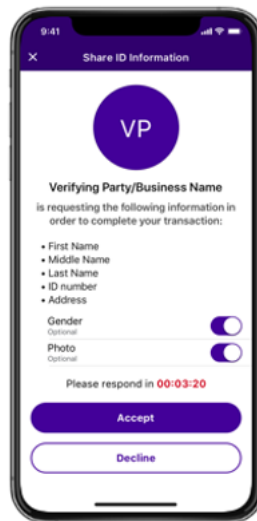 9:41
× Share ID Information
VP
Verifying Party/Business Name
is requesting the following information in
order to complete your transaction:
• First Name
• Middle Name
• Last Name
• ID number
• Address
Gender
Optional
Photo
Optional
Please respond in 00:03:20
Accept
Decline